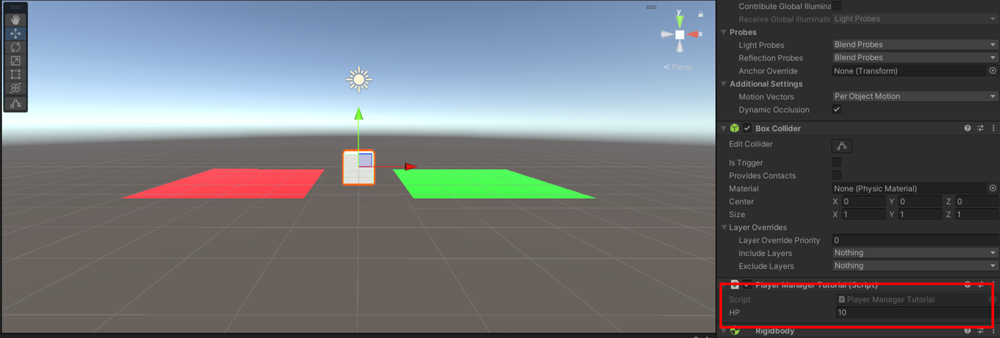 y
x
Persp
Contribute Global Illumina
Receive Global Illuminatic Light Probes
Probes
Light Probes Blend Probes
Reflection Probes Blend Probes
Anchor Override None (Transform)
Additional Settings
Motion Vectors Per Object Motion
Dynamic Occlusion
Box Collider
Edit Collider
Is Trigger
Provides Contacts
Material None (Physic Material)
Center X 0 Y 0 Z 0
Size X 1 Y 1 Z 1
Layer Overrides
Layer Override Priority 0
Include Layers Nothing
Exclude Layers Nothing
Player Manager Tutorial (Script)
Script Player Manager Tutorial
HP 10
Rigidbody